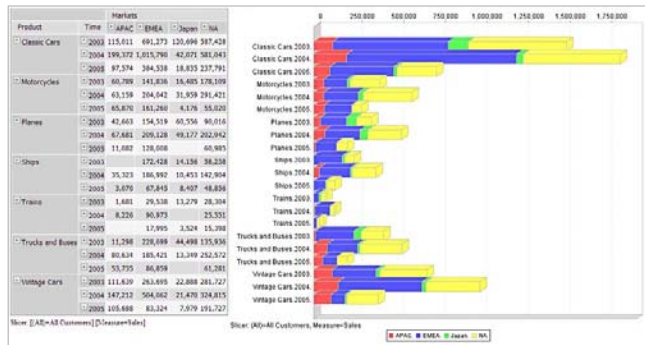 Markets
Product Time APAC EMEA Japan NA
Classic Cars 2003 115,011 691,273 120,696 587,428
2004 199,372 1,015,790 42,071 581,043
2005 97,574 384,538 18,835 237,791
Motorcycles 2003 60,789 141,836 16,485 178,109
2004 63,159 204,042 31,959 291,421
2005 65,870 161,260 4,176 55,020
Planes 2003 42,663 154,519 60,556 90,016
2004 67,681 209,128 49,177 202,942
2005 11,082 128,008 60,985
Ships 2003 172,428 14,156 58,238
2004 35,323 186,992 10,453 142,904
2005 3,070 67,843 8,407 48,856
Trains 2003 1,681 29,538 13,279 28,304
2004 8,226 90,973 25,551
2005 17,995 3,524 15,398
Trucks and Buses 2003 11,298 228,699 44,498 135,936
2004 80,634 185,421 13,349 252,572
2005 53,735 86,859 61,281
Vintage Cars 2003 111,639 263,695 22,888 281,727
2004 147,212 504,062 21,470 324,815
2005 105,688 83,324 7,979 191,727
Slicer: [(All)=All Customers] [Measure=Sales]
0 250,000 500,000 750,000 1,000,000 1,250,000 1,500,000 1,750,000
Classic Cars.2003.
Classic Cars.2004.
Classic Cars.2005.
Motorcycles.2003.
Motorcycles.2004.
Motorcycles.2005.
Planes.2003.
Planes.2004.
Planes.2005.
Ships.2003.
Ships.2004.
Ships.2005.
Trains.2003.
Trains.2004.
Trains.2005.
Trucks and Buses.2003.
Trucks and Buses.2004.
Trucks and Buses.2005.
Vintage Cars.2003.
Vintage Cars.2004.
Vintage Cars.2005.
Slicer: (All)=All Customers, Measure=Sales
APAC EMEA Japan NA